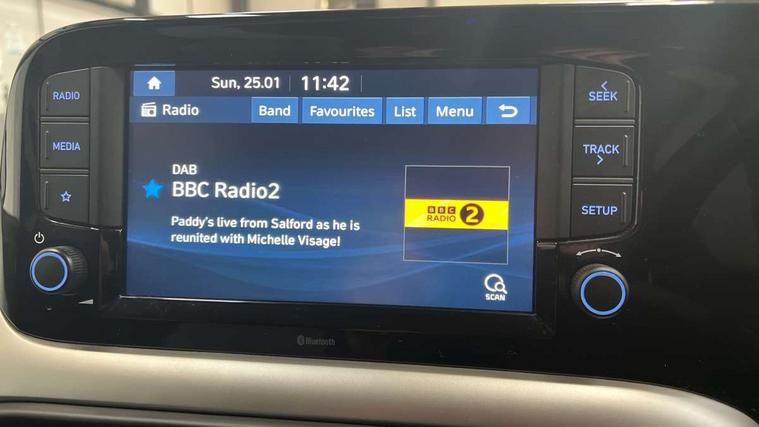 RADIO
MEDIA
Sun, 25.01
11:42
Radio
Band
Favourites
List
Menu
DAB
BBC Radio2
Paddy's live from Salford as he is
reunited with Michelle Visage!
BBC
RADIO
2
SCAN
SEEK
TRACK
SETUP
Bluetooth